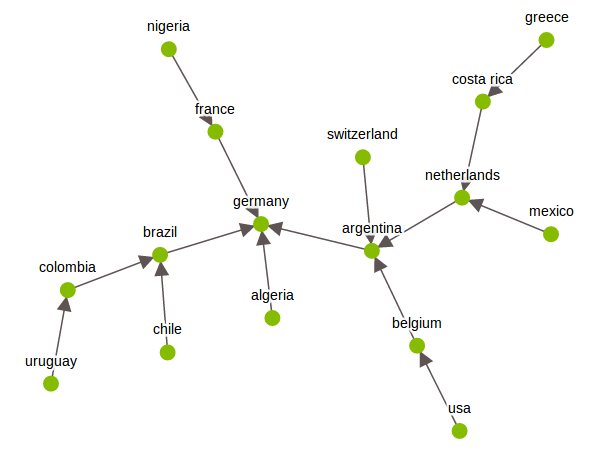 greece
nigeria
costa rica
france
switzerland
netherlands
germany
mexico
argentina
brazil
colombia
algeria
belgium
chile
uruguay
usa